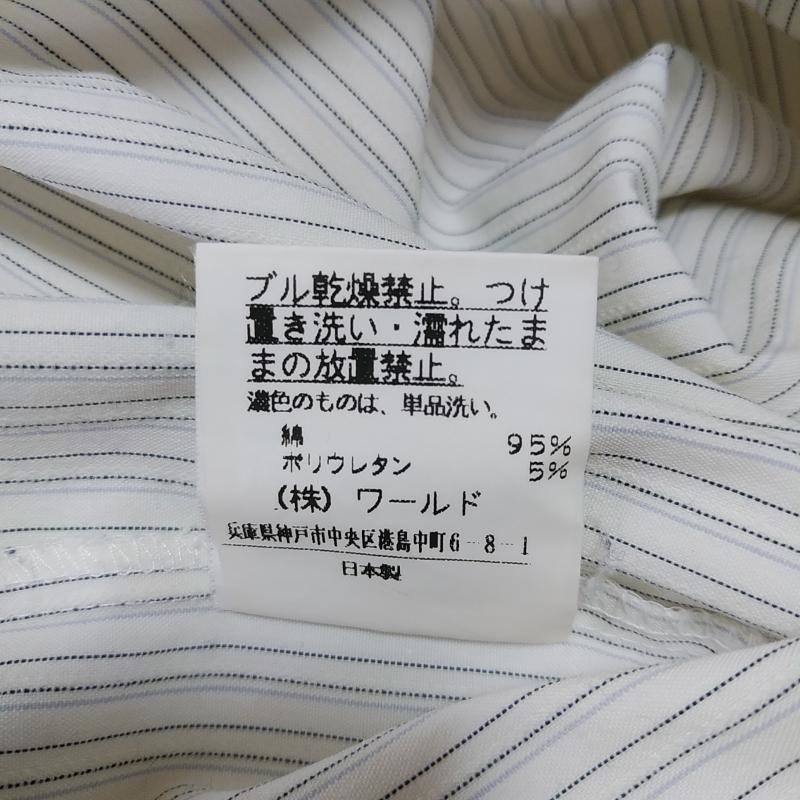 ブル乾燥禁止。つけ
置き洗い・濡れたま
まの放置禁止。
濃色のものは、単品洗い。
綿 95%
ポリウレタン 5%
(株) ワールド
兵庫県神戸市中央区港島中町6-8-1
日本製